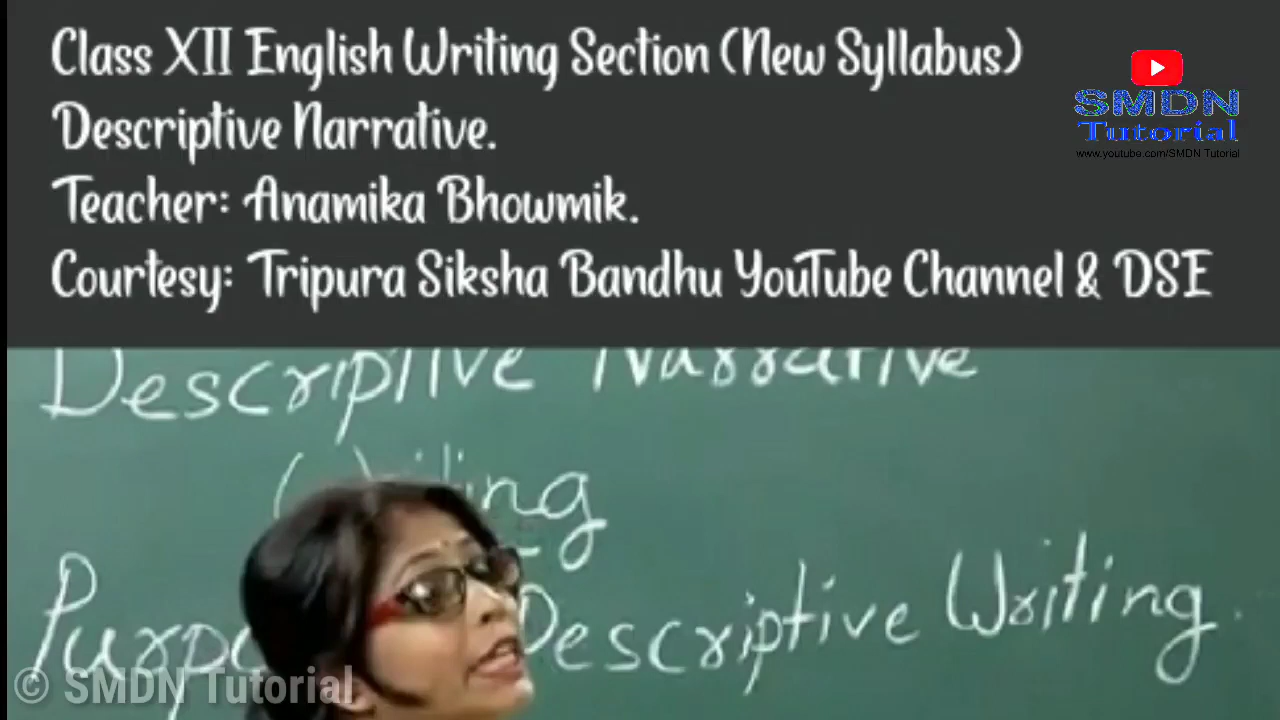 Class XII English Writing Section (New Syllabus)
Descriptive Narrative.
Teacher: Anamika Bhowmik.
Courtesy: Tripura Siksha Bandhu YouTube Channel & DSE
SMDN
Tutorial
www.youtube.com/SMDN Tutorial
Descriptive Narrative
Descriptive Writing.
© SMDN Tutorial